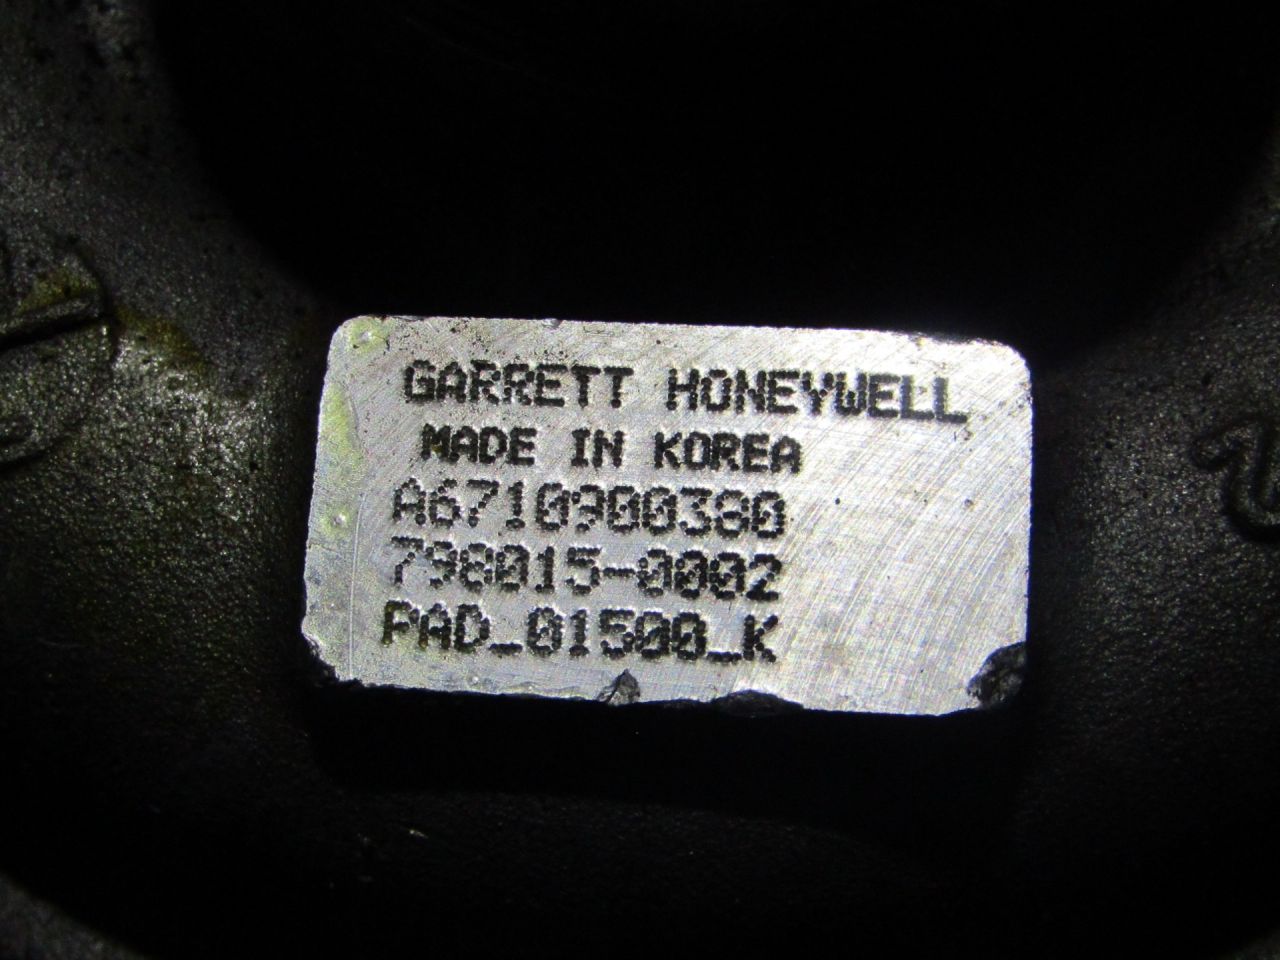 GARRETT HONEYWELL
MADE IN KOREA
A6710900380
798015-0002
PAD_01500_K